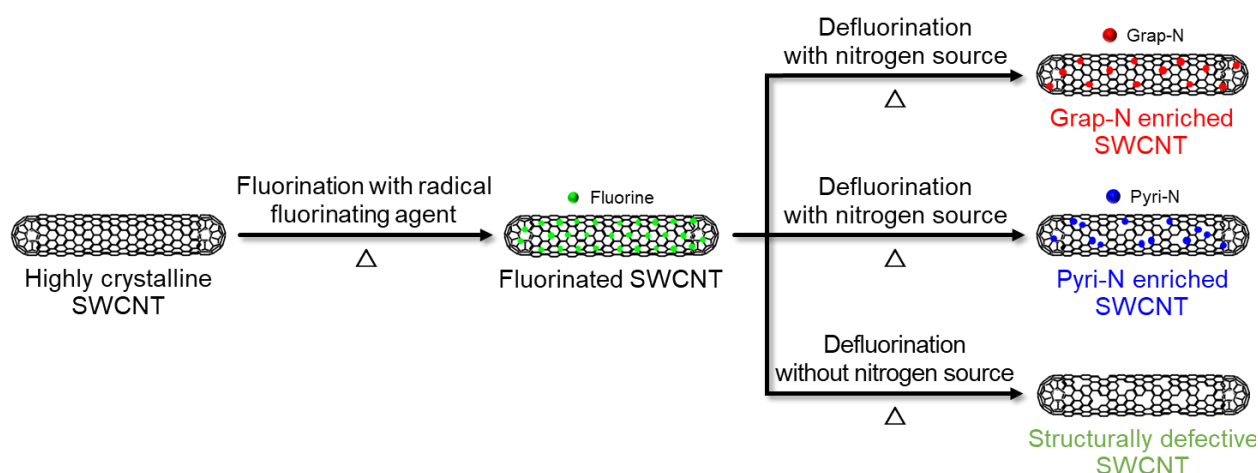 Highly crystalline
SWCNT
Fluorination with radical
fluorinating agent
△
Fluorine
Fluorinated SWCNT
Defluorination
with nitrogen source
△
Grap-N
Grap-N enriched
SWCNT
Defluorination
with nitrogen source
△
Pyri-N
Pyri-N enriched
SWCNT
Defluorination
without nitrogen source
△
Structurally defective
SWCNT